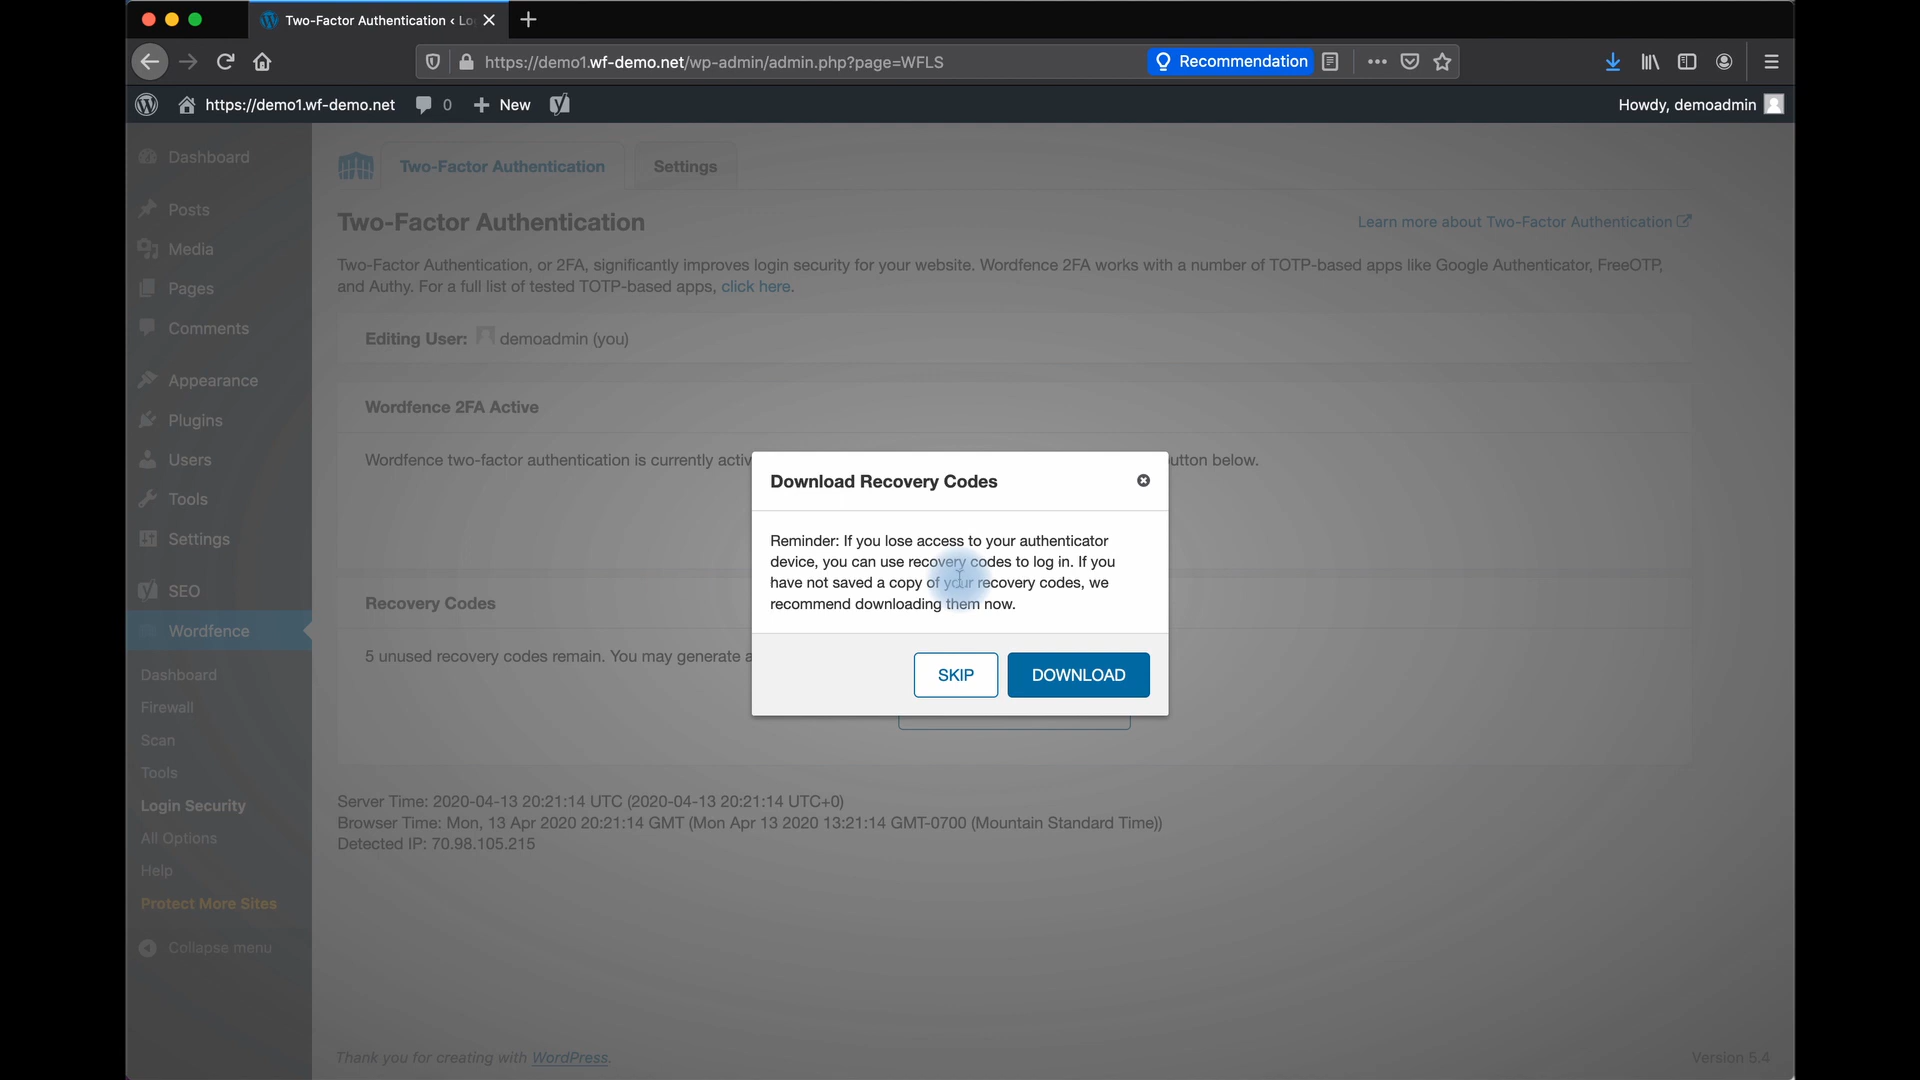 Two-Factor Authentication ‹ Lo
https://demo1.wf-demo.net/wp-admin/admin.php?page=WFLS
Recommendation
https://demo1.wf-demo.net
0
New
Howdy, demoadmin
Dashboard
Posts
Media
Pages
Comments
Appearance
Plugins
Users
Tools
Settings
SEO
Wordfence
Dashboard
Firewall
Scan
Tools
Login Security
All Options
Help
Protect More Sites
Collapse menu
Two-Factor Authentication
Settings
Two-Factor Authentication
Learn more about Two-Factor Authentication
Two-Factor Authentication, or 2FA, significantly improves login security for your website. Wordfence 2FA works with a number of TOTP-based apps like Google Authenticator, FreeOTP,
and Authy. For a full list of tested TOTP-based apps, click here.
Editing User: demoadmin (you)
Wordfence 2FA Active
Wordfence two-factor authentication is currently activ
utton below.
Download Recovery Codes
Reminder: If you lose access to your authenticator
device, you can use recovery codes to log in. If you
have not saved a copy of your recovery codes, we
recommend downloading them now.
SKIP
DOWNLOAD
Recovery Codes
5 unused recovery codes remain. You may generate a
Server Time: 2020-04-13 20:21:14 UTC (2020-04-13 20:21:14 UTC+0)
Browser Time: Mon, 13 Apr 2020 20:21:14 GMT (Mon Apr 13 2020 13:21:14 GMT-0700 (Mountain Standard Time))
Detected IP: 70.98.105.215
Thank you for creating with WordPress.
Version 5.4